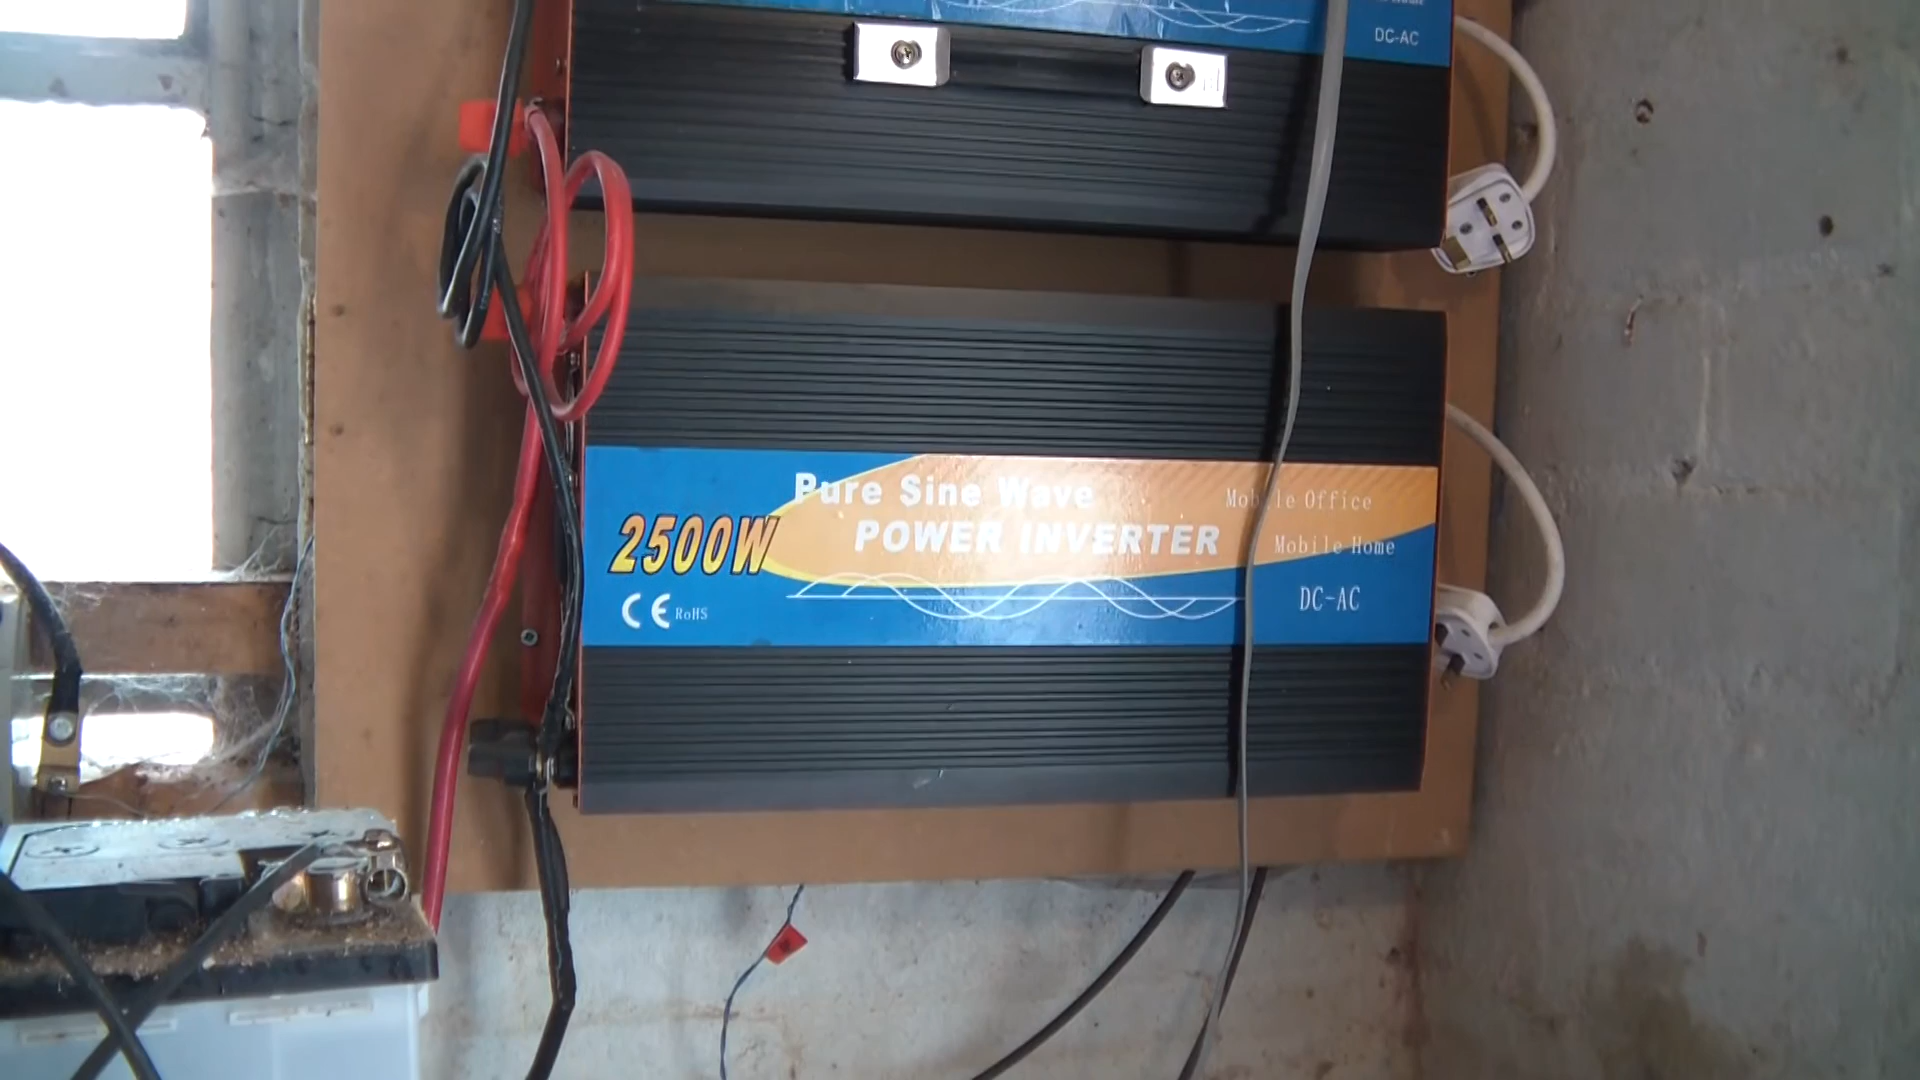 DC-AC
Pure Sine Wave
POWER INVERTER
2500W
CE RoHS
Mobile Office
Mobile Home
DC-AC